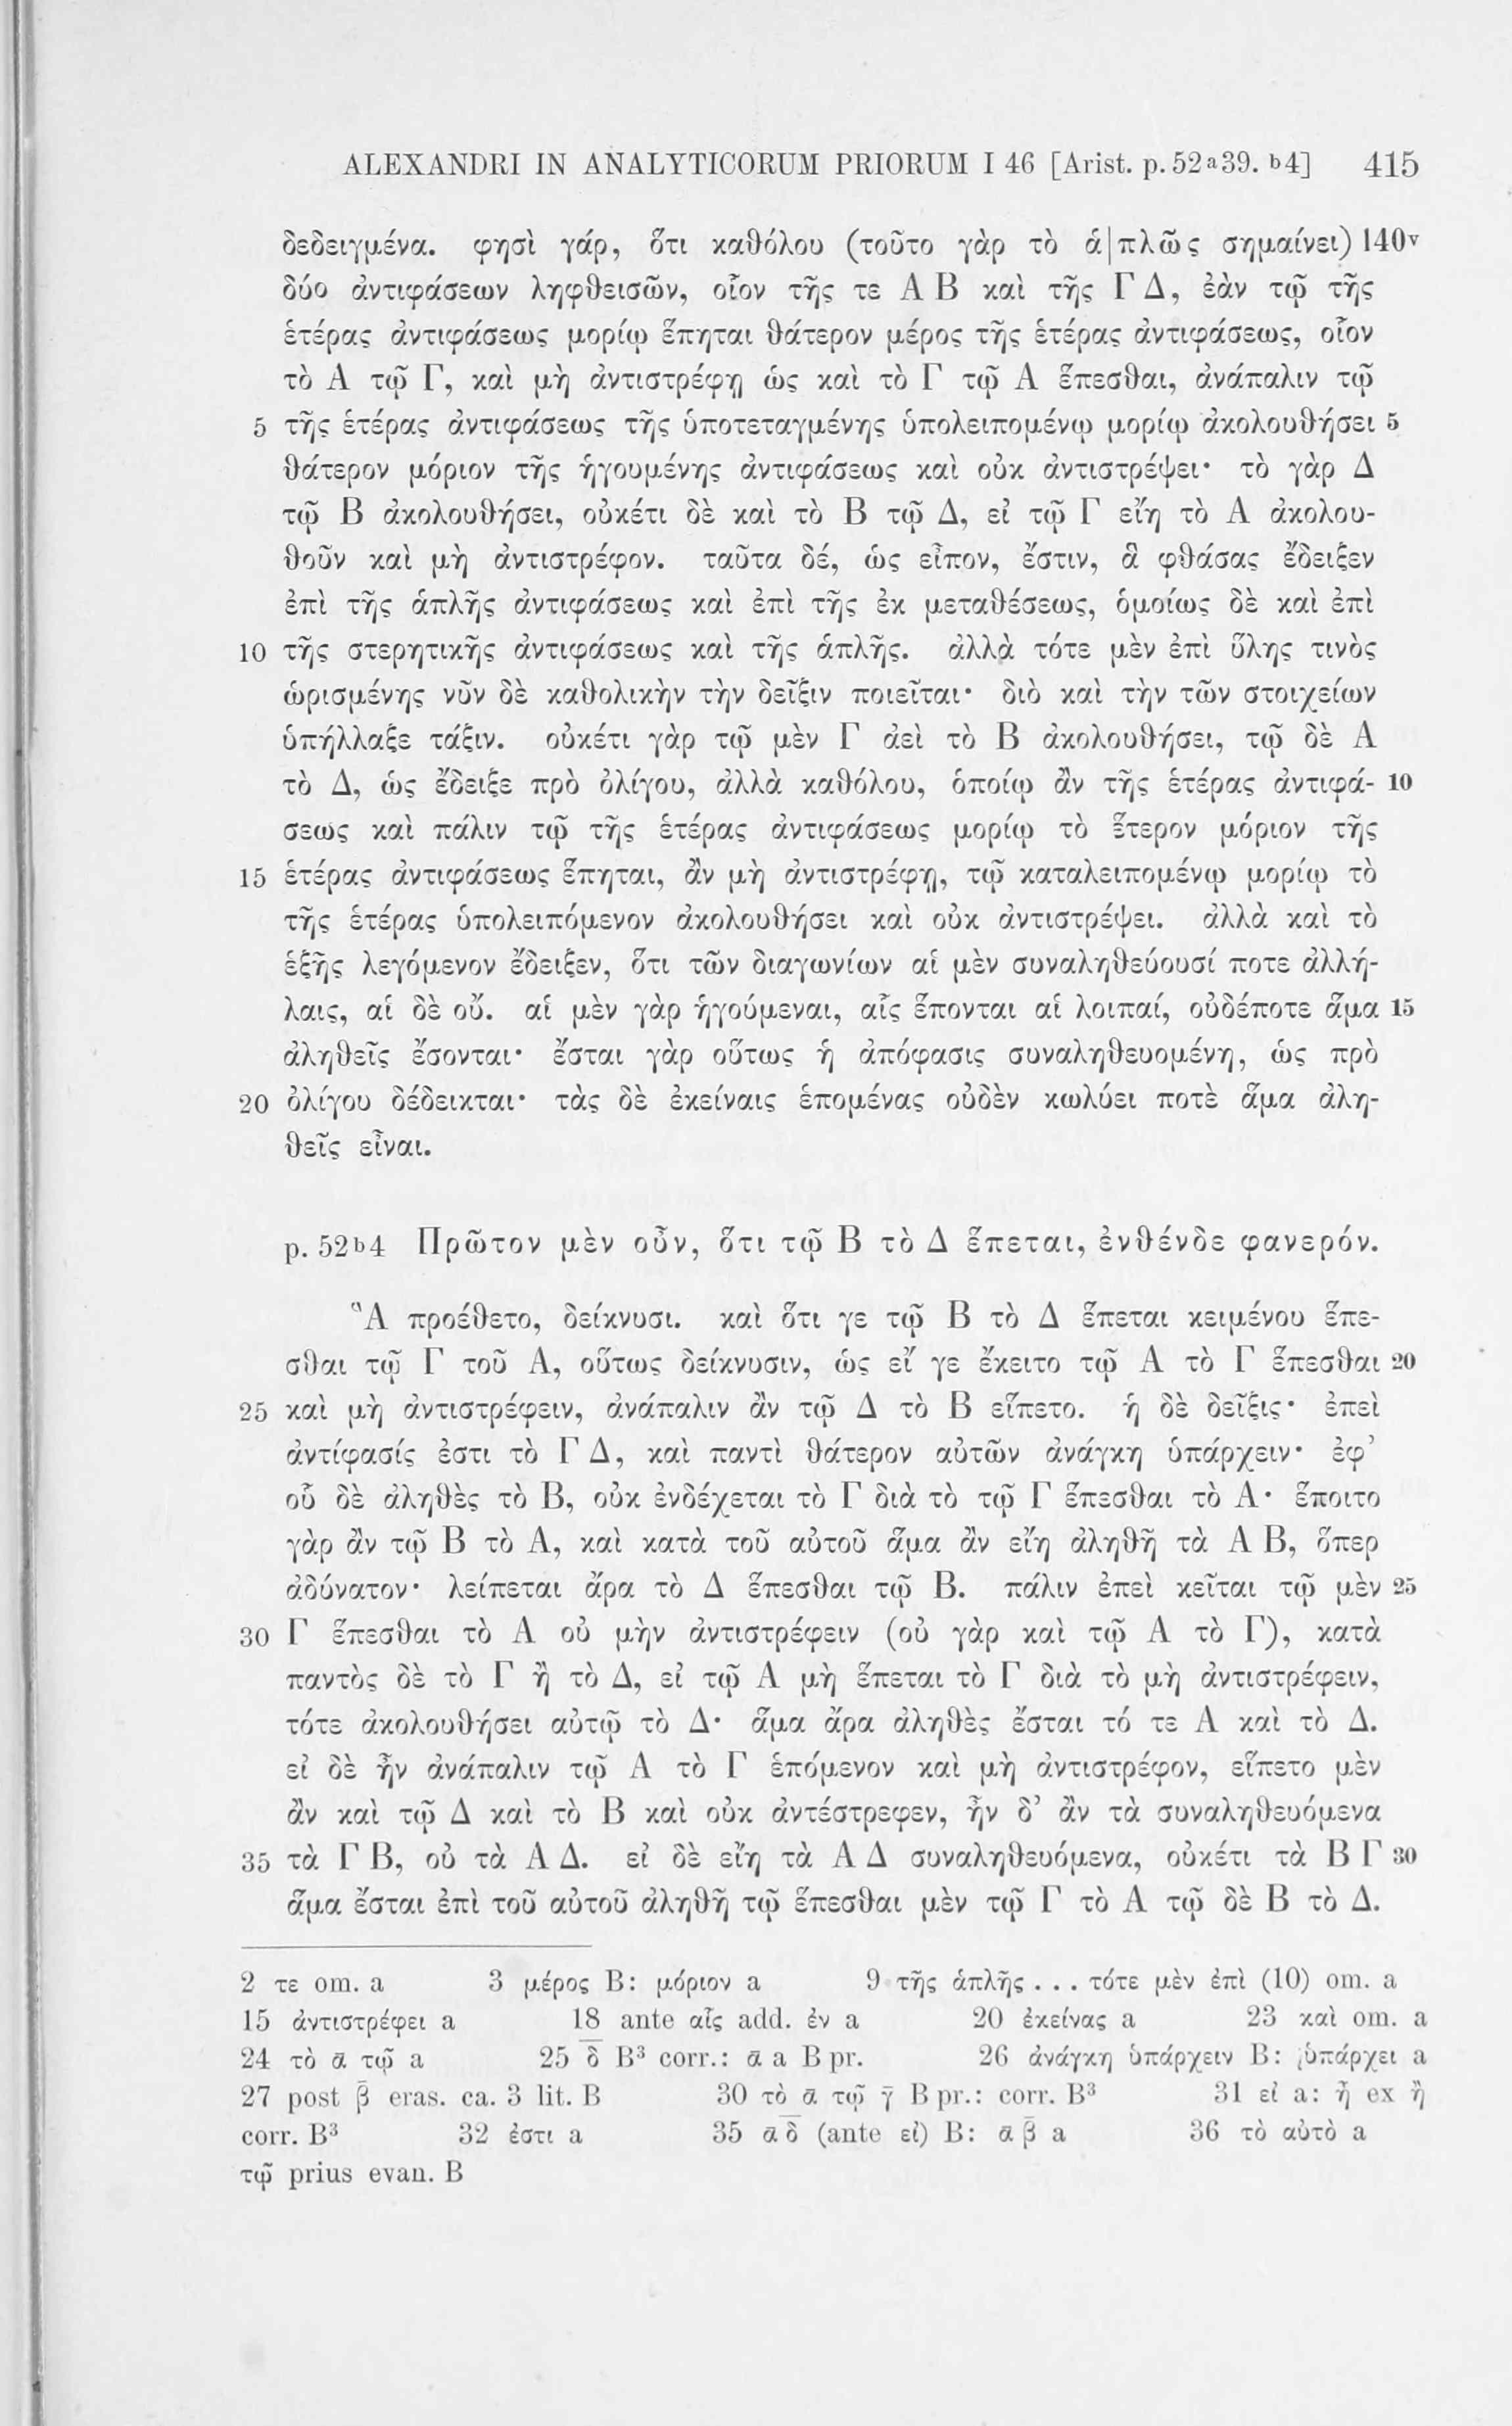 ALEXANDRI IN ANALYTICORUM PRIORUM I 46 [Arist. p. 52a39. b4] 415
δεδειγμένα. φησὶ γάρ, ὅτι καθόλου (τοῦτο γὰρ τὸ ἁ|πλῶς σημαίνει) 140v
δύο ἀντιφάσεων ληφθεισῶν, οἷον τῆς τε Α Β καὶ τῆς Γ Δ, ἐὰν τῷ τῆς
ἑτέρας ἀντιφάσεως μορίῳ ἕπηται θάτερον μέρος τῆς ἑτέρας ἀντιφάσεως, οἷον
τὸ Α τῷ Γ, καὶ μὴ ἀντιστρέφῃ ὡς καὶ τὸ Γ τῷ Α ἕπεσθαι, ἀνάπαλιν τῷ
5 τῆς ἑτέρας ἀντιφάσεως τῆς ὑποτεταγμένης ὑπολειπομένῳ μορίῳ ἀκολουθήσει 5
θάτερον μόριον τῆς ἡγουμένης ἀντιφάσεως καὶ οὐκ ἀντιστρέψει· τὸ γὰρ Δ
τῷ Β ἀκολουθήσει, οὐκέτι δὲ καὶ τὸ Β τῷ Δ, εἰ τῷ Γ εἴη τὸ Α ἀκολου-
θοῦν καὶ μὴ ἀντιστρέφον. ταῦτα δέ, ὡς εἶπον, ἔστιν, ἃ φθάσας ἔδειξεν
ἐπὶ τῆς ἁπλῆς ἀντιφάσεως καὶ ἐπὶ τῆς ἐκ μεταθέσεως, ὁμοίως δὲ καὶ ἐπὶ
10 τῆς στερητικῆς ἀντιφάσεως καὶ τῆς ἁπλῆς. ἀλλὰ τότε μὲν ἐπὶ ὕλης τινὸς
ὡρισμένης νῦν δὲ καθολικὴν τὴν δεῖξιν ποιεῖται· διὸ καὶ τὴν τῶν στοιχείων
ὑπήλλαξε τάξιν. οὐκέτι γὰρ τῷ μὲν Γ ἀεὶ τὸ Β ἀκολουθήσει, τῷ δὲ Α
τὸ Δ, ὡς ἔδειξε πρὸ ὀλίγου, ἀλλὰ καθόλου, ὁποίῳ ἂν τῆς ἑτέρας ἀντιφά- 10
σεως καὶ πάλιν τῷ τῆς ἑτέρας ἀντιφάσεως μορίῳ τὸ ἕτερον μόριον τῆς
15 ἑτέρας ἀντιφάσεως ἕπηται, ἂν μὴ ἀντιστρέφῃ, τῷ καταλειπομένῳ μορίῳ τὸ
τῆς ἑτέρας ὑπολειπόμενον ἀκολουθήσει καὶ οὐκ ἀντιστρέψει. ἀλλὰ καὶ τὸ
ἑξῆς λεγόμενον ἔδειξεν, ὅτι τῶν διαγωνίων αἱ μὲν συναληθεύουσί ποτε ἀλλή-
λαις, αἱ δὲ οὔ. αἱ μὲν γὰρ ἡγούμεναι, αἷς ἕπονται αἱ λοιπαί, οὐδέποτε ἅμα 15
ἀληθεῖς ἔσονται· ἔσται γὰρ οὕτως ἡ ἀπόφασις συναληθευομένη, ὡς πρὸ
20 ὀλίγου δέδεικται· τὰς δὲ ἐκείναις ἑπομένας οὐδὲν κωλύει ποτὲ ἅμα ἀλη-
θεῖς εἶναι.
p. 52b4 Πρῶτον μὲν οὖν, ὅτι τῷ Β τὸ Δ ἕπεται, ἐνθένδε φανερόν.
Ἃ προέθετο, δείκνυσι. καὶ ὅτι γε τῷ Β τὸ Δ ἕπεται κειμένου ἕπε-
σθαι τῷ Γ τοῦ Α, οὕτως δείκνυσιν, ὡς εἴ γε ἔκειτο τῷ Α τὸ Γ ἕπεσθαι 20
25 καὶ μὴ ἀντιστρέφειν, ἀνάπαλιν ἂν τῷ Δ τὸ Β εἵπετο. ἡ δὲ δεῖξις· ἐπεὶ
ἀντίφασίς ἐστι τὸ Γ Δ, καὶ παντὶ θάτερον αὐτῶν ἀνάγκη ὑπάρχειν· ἐφ’
οὗ δὲ ἀληθὲς τὸ Β, οὐκ ἐνδέχεται τὸ Γ διὰ τὸ τῷ Γ ἕπεσθαι τὸ Α· ἕποιτο
γὰρ ἂν τῷ Β τὸ Α, καὶ κατὰ τοῦ αὐτοῦ ἅμα ἂν εἴη ἀληθῆ τὰ Α Β, ὅπερ
ἀδύνατον· λείπεται ἄρα τὸ Δ ἕπεσθαι τῷ Β. πάλιν ἐπεὶ κεῖται τῷ μὲν 25
30 Γ ἕπεσθαι τὸ Α οὐ μὴν ἀντιστρέφειν (οὐ γὰρ καὶ τῷ Α τὸ Γ), κατὰ
παντὸς δὲ τὸ Γ ἢ τὸ Δ, εἰ τῷ Α μὴ ἕπεται τὸ Γ διὰ τὸ μὴ ἀντιστρέφειν,
τότε ἀκολουθήσει αὐτῷ τὸ Δ· ἅμα ἄρα ἀληθὲς ἔσται τό τε Α καὶ τὸ Δ.
εἰ δὲ ἦν ἀνάπαλιν τῷ Α τὸ Γ ἑπόμενον καὶ μὴ ἀντιστρέφον, εἵπετο μὲν
ἂν καὶ τῷ Δ καὶ τὸ Β καὶ οὐκ ἀντέστρεφεν, ἦν δ’ ἂν τὰ συναληθευόμενα
35 τὰ Γ Β, οὐ τὰ Α Δ. εἰ δὲ εἴη τὰ Α Δ συναληθευόμενα, οὐκέτι τὰ Β Γ 30
ἅμα ἔσται ἐπὶ τοῦ αὐτοῦ ἀληθῆ τῷ ἕπεσθαι μὲν τῷ Γ τὸ Α τῷ δὲ Β τὸ Δ.
2 τε om. a 3 μέρος B: μόριον a 9 τῆς ἁπλῆς . . . τότε μὲν ἐπὶ (10) om. a
15 ἀντιστρέφει a 18 ante αἷς add. ἐν a 20 ἐκείνας a 23 καὶ om. a
24 τὸ ᾱ τῷ a 25 δ̄ B³ corr.: ᾱ a B pr. 26 ἀνάγκη ὑπάρχειν B: ὑπάρχει a
27 post β̄ eras. ca. 3 lit. B 30 τὸ ᾱ τῷ γ̄ B pr.: corr. B³ 31 εἰ a: ἦ ex ἢ
corr. B³ 32 ἐστι a 35 ᾱ δ̄ (ante εἰ) B: ᾱ β̄ a 36 τὸ αὐτὸ a
τῷ prius evan. B